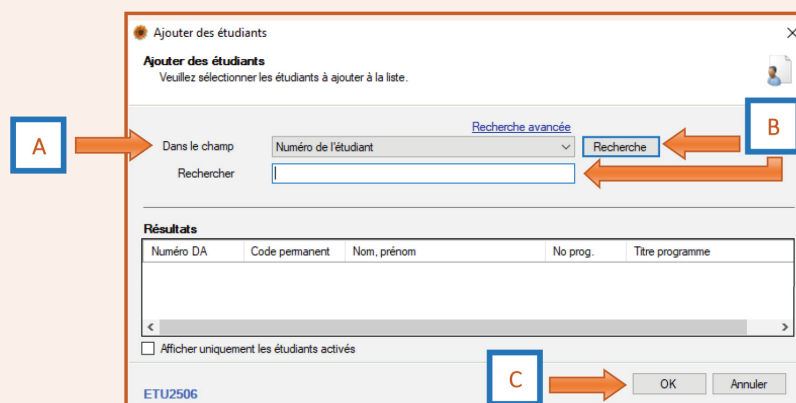 Ajouter des étudiants
Ajouter des étudiants
Veuillez sélectionner les étudiants à ajouter à la liste.
Recherche avancée
A
Dans le champ
Numéro de l'étudiant
Recherche
B
Rechercher
Résultats
Numéro DA Code permanent Nom, prénom No prog. Titre programme
Afficher uniquement les étudiants activés
C
OK Annuler
ETU2506